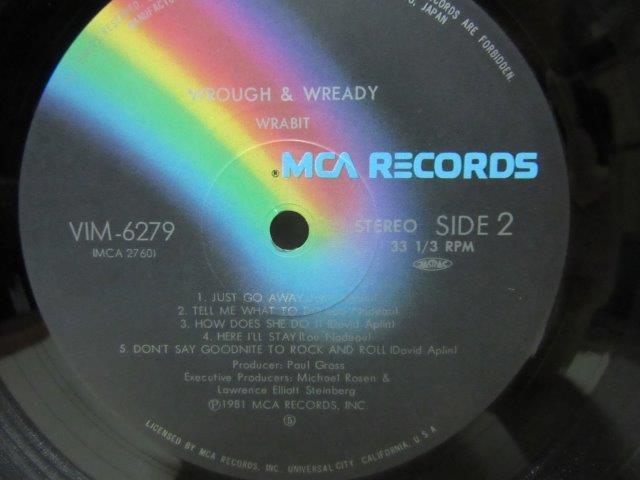 RECORDS ARE FORBIDDEN.
JAPAN
WROUGH & WREADY
WRABIT
® MCA RECORDS
VIM-6279
(MCA 2760)
STEREO SIDE 2
33 1/3 RPM
1. JUST GO AWAY
2. TELL ME WHAT TO Nadeau)
3. HOW DOES SHE DO IT (David Aplin)
4. HERE I'LL STAY (Lou Nadeau)
5. DON'T SAY GOODNITE TO ROCK AND ROLL (David Aplin)
Producer: Paul Gross
Executive Producers: Michael Rosen &
Lawrence Elliott Steinberg
Ⓟ1981 MCA RECORDS, INC.
⑤
LICENSED BY MCA RECORDS, INC., UNIVERSAL CITY, CALIFORNIA, U.S.A